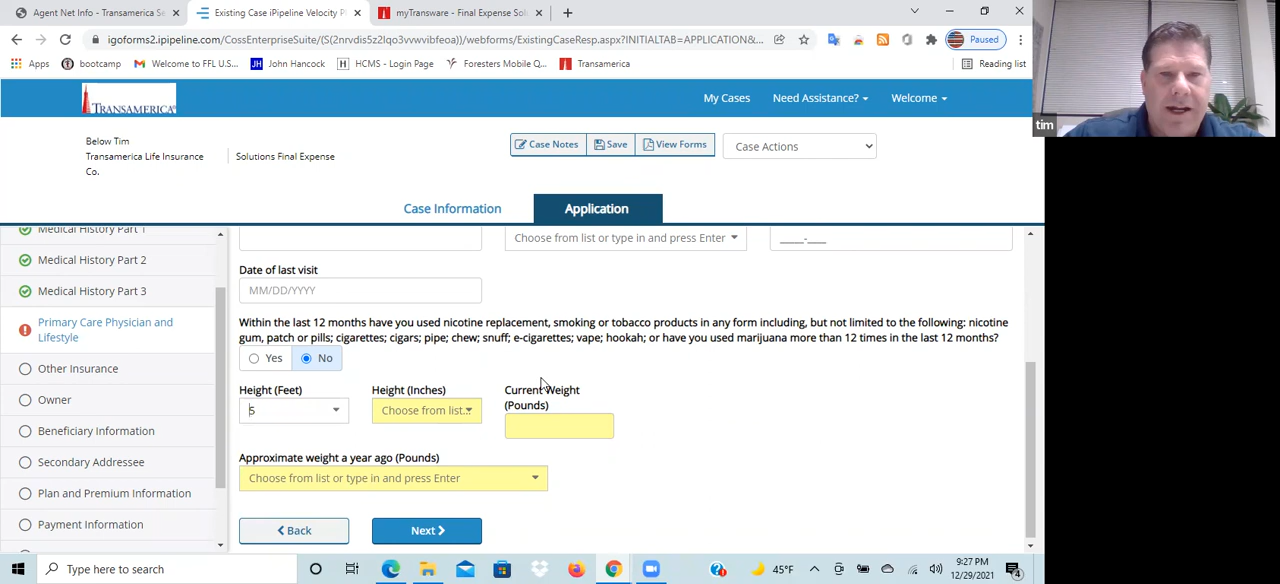 Agent Net Info - Transamerica Se
Existing Case iPipeline Velocity P
myTransware - Final Expense Solu
igoforms2.ipipeline.com/CossEnterpriseSuite/(S(2nrvdis5z2lqo3vwwvibfeoa))/webforms/ExistingCaseResp.aspx?INITIALTAB=APPLICATION&...
Paused
Apps
bootcamp
Welcome to FFL U.S...
John Hancock
HCMS - Login Page
Foresters Mobile Q...
Transamerica
Reading list
tim
TRANSAMERICA
My Cases
Need Assistance?
Welcome
Below Tim
Transamerica Life Insurance
Co.
Solutions Final Expense
Case Notes
Save
View Forms
Case Actions
Case Information
Application
Medical History Part 1
Medical History Part 2
Medical History Part 3
Primary Care Physician and
Lifestyle
Other Insurance
Owner
Beneficiary Information
Secondary Addressee
Plan and Premium Information
Payment Information
Choose from list or type in and press Enter
_____-____
Date of last visit
MM/DD/YYYY
Within the last 12 months have you used nicotine replacement, smoking or tobacco products in any form including, but not limited to the following: nicotine
gum, patch or pills; cigarettes; cigars; pipe; chew; snuff; e-cigarettes; vape; hookah; or have you used marijuana more than 12 times in the last 12 months?
Yes
No
Height (Feet)
Height (Inches)
Current Weight
(Pounds)
5
Choose from list...
Approximate weight a year ago (Pounds)
Choose from list or type in and press Enter
Back
Next
Type here to search
45°F
9:27 PM
12/29/2021
4